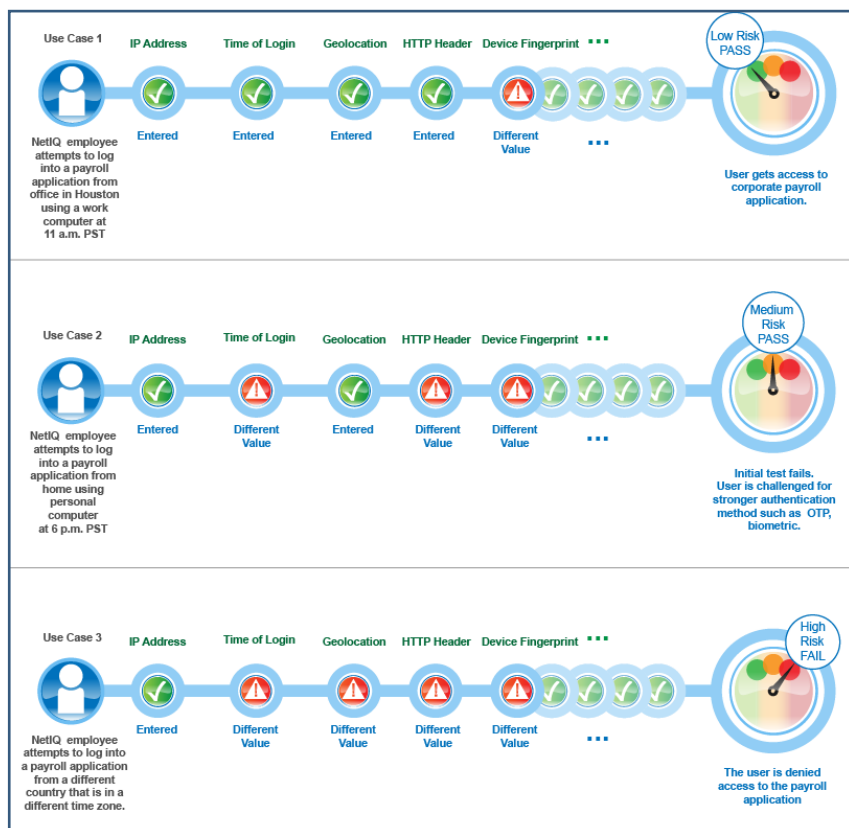 Use Case 1
IP Address
Time of Login
Geolocation
HTTP Header
Device Fingerprint ...
Low Risk
PASS
Entered
Entered
Entered
Entered
Different
Value
...
NetIQ employee
attempts to log
into a payroll
application from
office in Houston
using a work
computer at
11 a.m. PST
User gets access to
corporate payroll
application.
Use Case 2
IP Address
Time of Login
Geolocation
HTTP Header
Device Fingerprint ...
Medium
Risk
PASS
Entered
Different
Value
Entered
Different
Value
Different
Value
...
NetIQ employee
attempts to log
into a payroll
application from
home using
personal
computer
at 6 p.m. PST
Initial test fails.
User is challenged for
stronger authentication
method such as OTP,
biometric.
Use Case 3
IP Address
Time of Login
Geolocation
HTTP Header
Device Fingerprint ...
High
Risk
FAIL
Entered
Different
Value
Different
Value
Different
Value
Different
Value
...
NetIQ employee
attempts to log into
a payroll application
from a different
country that is in a
different time zone.
The user is denied
access to the payroll
application